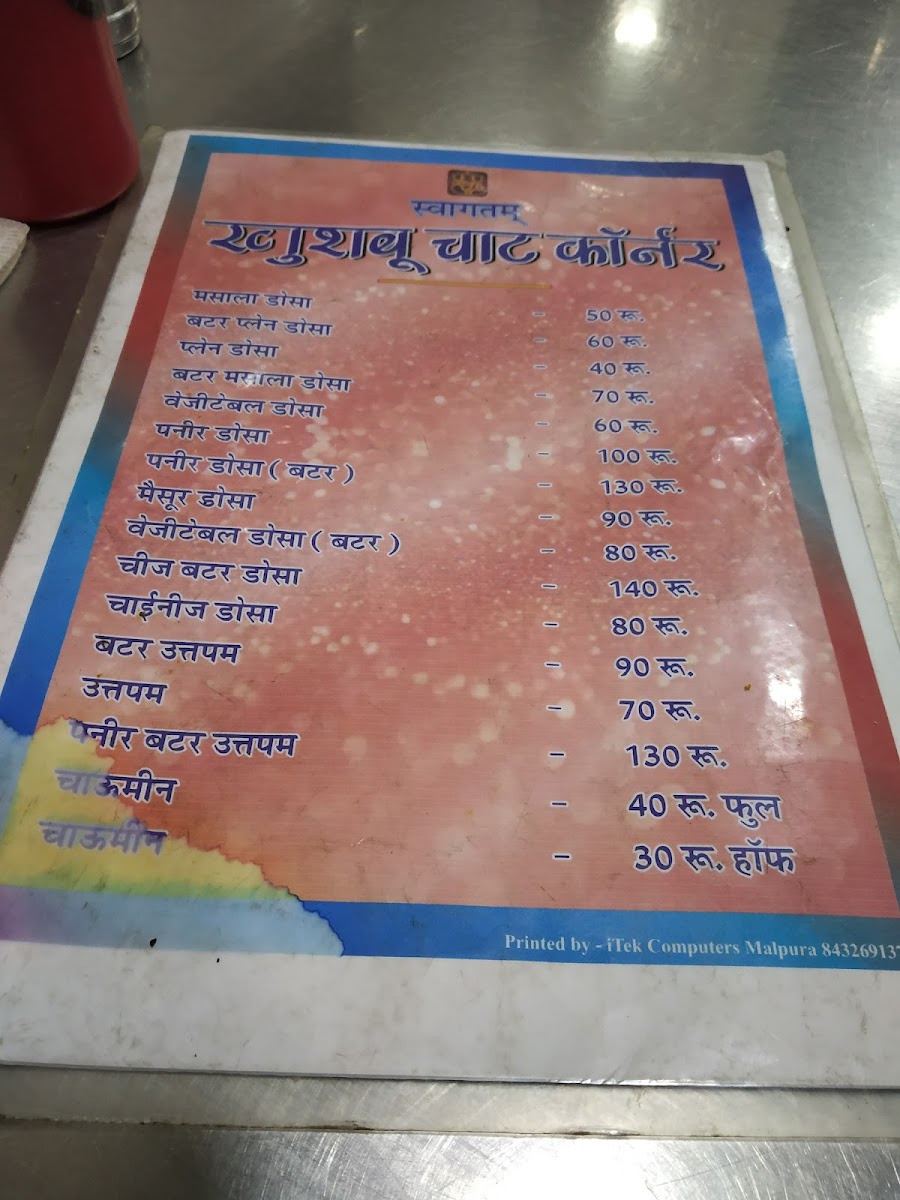 स्वागतम्
खुशबू चाट कॉर्नर
मसाला डोसा - 50 रू.
बटर प्लेन डोसा - 60 रू.
प्लेन डोसा - 40 रू.
बटर मसाला डोसा - 70 रू.
वेजीटेबल डोसा - 60 रू.
पनीर डोसा - 100 रू.
पनीर डोसा ( बटर ) - 130 रू.
मैसूर डोसा - 90 रू.
वेजीटेबल डोसा ( बटर ) - 80 रू.
चीज बटर डोसा - 140 रू.
चाईनीज डोसा - 80 रू.
बटर उत्तपम - 90 रू.
उत्तपम - 70 रू.
पनीर बटर उत्तपम - 130 रू.
चाऊमीन - 40 रू. फुल
चाऊमीन - 30 रू. हॉफ
Printed by - iTek Computers Malpura 84326913